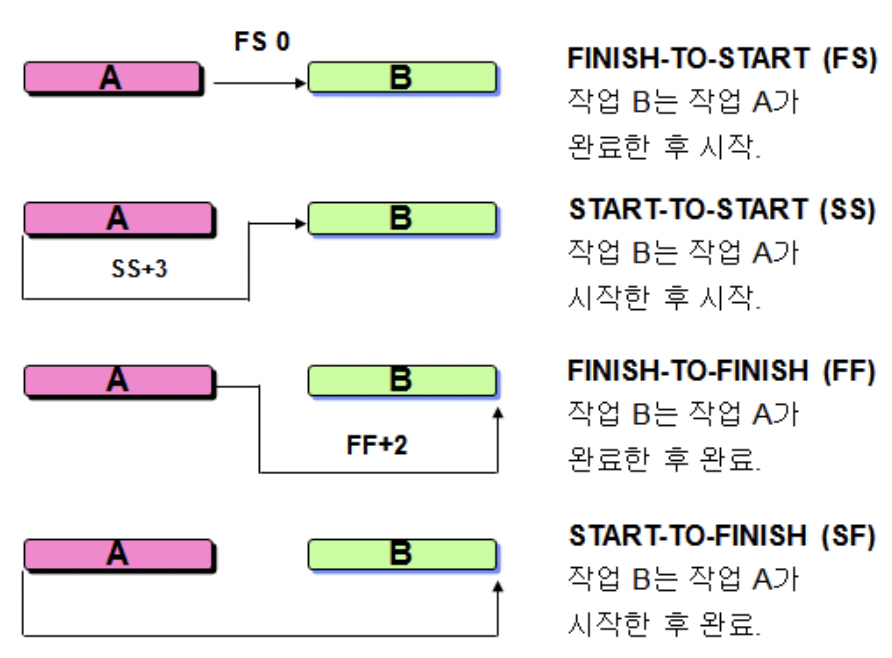 FS 0
A
B
FINISH-TO-START (FS)
작업 B는 작업 A가
완료한 후 시작.
A
B
SS+3
START-TO-START (SS)
작업 B는 작업 A가
시작한 후 시작.
A
B
FF+2
FINISH-TO-FINISH (FF)
작업 B는 작업 A가
완료한 후 완료.
A
B
START-TO-FINISH (SF)
작업 B는 작업 A가
시작한 후 완료.